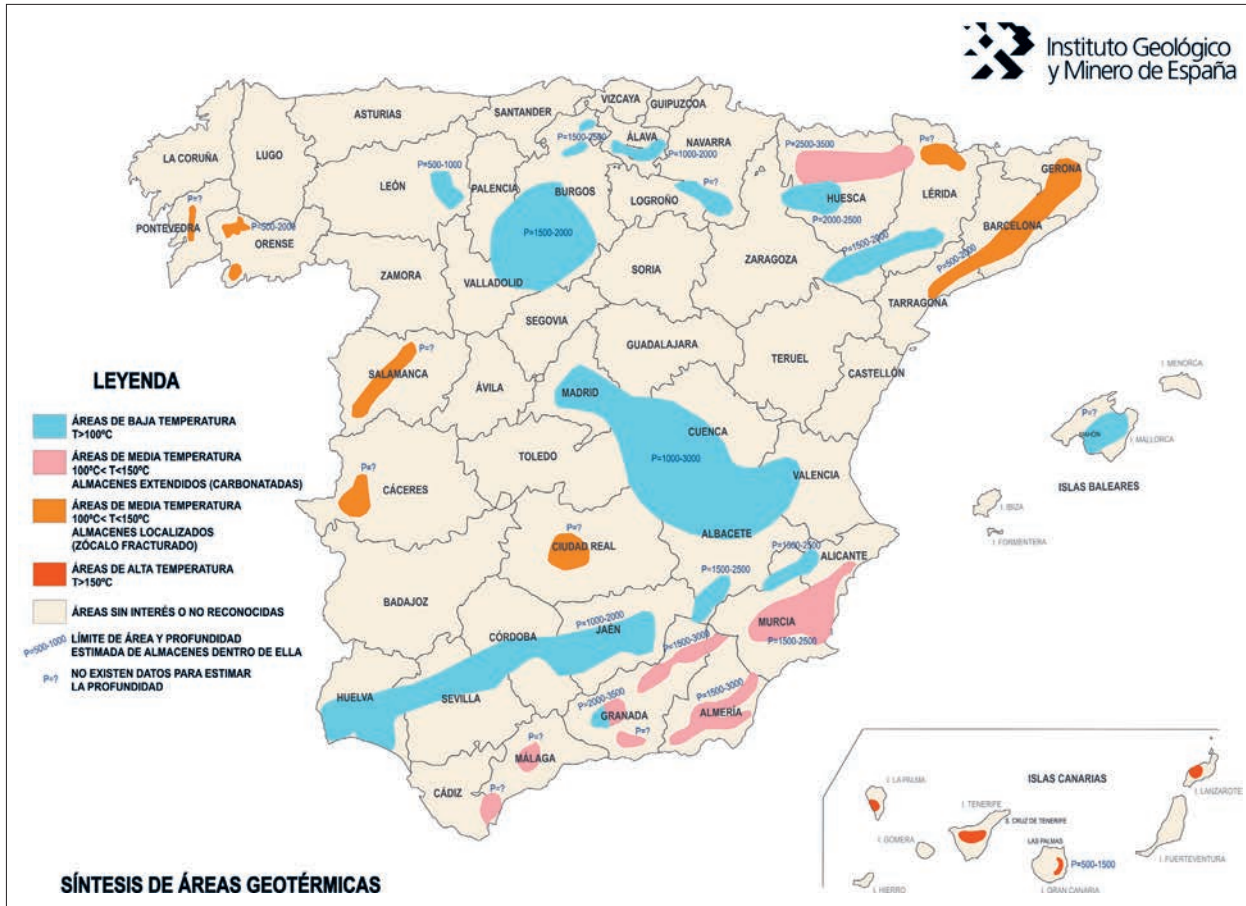 Instituto Geológico
y Minero de España
VIZCAYA
GUIPUZCOA
SANTANDER
ASTURIAS
P=1500-2500
ÁLAVA
NAVARRA
P=1000-2000
P=2500-3500
P=?
LA CORUÑA
LUGO
GERONA
P=500-1000
LEÓN
PALENCIA
BURGOS
P=?
LOGROÑO
HUESCA
LÉRIDA
P=?
P=2000-2500
PONTEVEDRA
P=500-2000
ORENSE
BARCELONA
P=1500-2000
P=1500-2000
P=500-2000
ZAMORA
VALLADOLID
SORIA
ZARAGOZA
TARRAGONA
SEGOVIA
GUADALAJARA
P=?
SALAMANCA
ÁVILA
TERUEL
CASTELLÓN
I. MENORCA
MADRID
CUENCA
P=?
MAHÓN
I. MALLORCA
TOLEDO
P=1000-3000
VALENCIA
ISLAS BALEARES
P=?
CÁCERES
I. IBIZA
I. FORMENTERA
P=?
CIUDAD REAL
ALBACETE
P=1000-2500
ALICANTE
P=1500-2500
BADAJOZ
P=1000-2000
CÓRDOBA
JAÉN
MURCIA
P=1500-2500
P=1500-3000
HUELVA
SEVILLA
P=2000-3500
GRANADA
P=1500-3000
ALMERÍA
P=?
P=?
MÁLAGA
P=?
CÁDIZ
LEYENDA
ÁREAS DE BAJA TEMPERATURA
T>100ºC
ÁREAS DE MEDIA TEMPERATURA
100ºC< T<150ºC
ALMACENES EXTENDIDOS (CARBONATADAS)
ÁREAS DE MEDIA TEMPERATURA
100ºC< T<150ºC
ALMACENES LOCALIZADOS
(ZÓCALO FRACTURADO)
ÁREAS DE ALTA TEMPERATURA
T>150ºC
ÁREAS SIN INTERÉS O NO RECONOCIDAS
P=500-1000
LÍMITE DE ÁREA Y PROFUNDIDAD
ESTIMADA DE ALMACENES DENTRO DE ELLA
P=?
NO EXISTEN DATOS PARA ESTIMAR
LA PROFUNDIDAD
ISLAS CANARIAS
I. LA PALMA
I. LANZAROTE
I. TENERIFE
S. CRUZ DE TENERIFE
I. GOMERA
LAS PALMAS
P=500-1500
I. FUERTEVENTURA
I. HIERRO
I. GRAN CANARIA
SÍNTESIS DE ÁREAS GEOTÉRMICAS